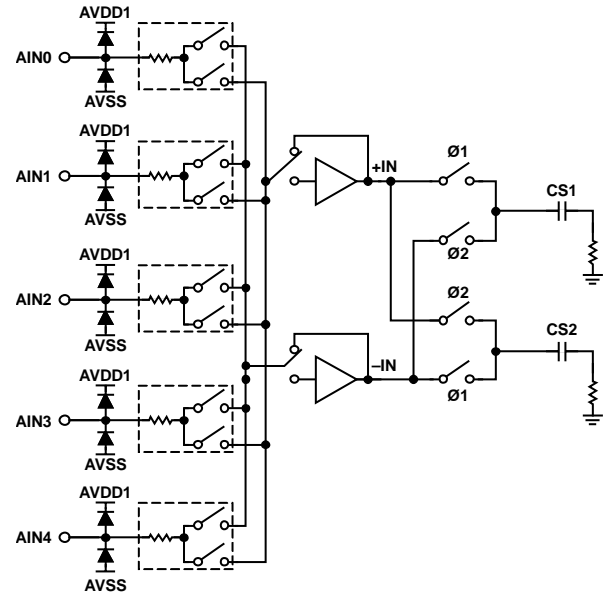 AVDD1
AIN0
AVSS
AVDD1
AIN1
AVSS
AVDD1
AIN2
AVSS
AVDD1
AIN3
AVSS
AVDD1
AIN4
AVSS
+IN
–IN
Ø1
Ø2
Ø2
Ø1
CS1
CS2